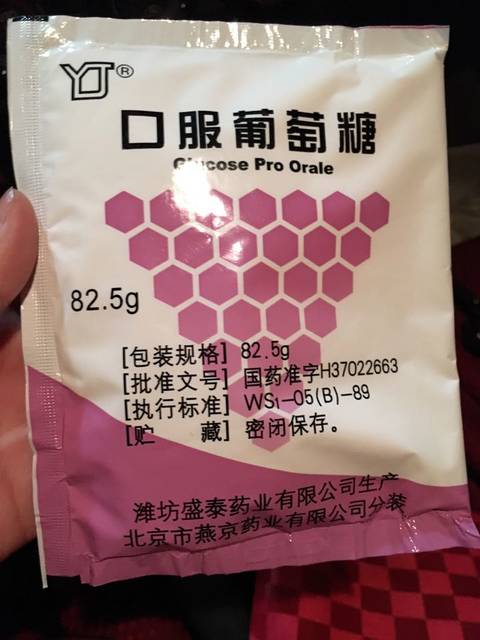 YJ®
口服葡萄糖
Glucose Pro Orale
82.5g
[包装规格] 82.5g
[批准文号] 国药准字H37022663
[执行标准] WS1-05(B)-89
[贮 藏] 密闭保存。
潍坊盛泰药业有限公司生产
北京市燕京药业有限公司分装